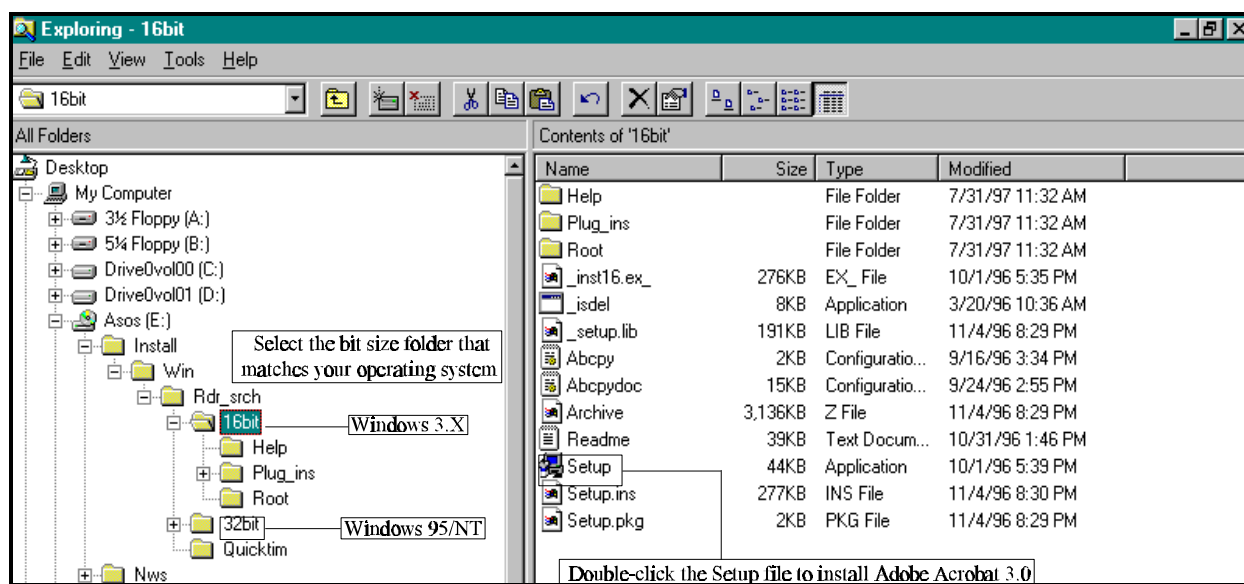 Exploring - 16bit
File Edit View Tools Help
16bit
All Folders
Contents of '16bit'
Desktop
My Computer
3½ Floppy (A:)
5¼ Floppy (B:)
Drive0vol00 (C:)
Drive0vol01 (D:)
Asos (E:)
Install
Win
Rdr_srch
16bit
Help
Plug_ins
Root
32bit
Quicktim
Nws
Select the bit size folder that
matches your operating system
Windows 3.X
Windows 95/NT
Name Size Type Modified
Help File Folder 7/31/97 11:32 AM
Plug_ins File Folder 7/31/97 11:32 AM
Root File Folder 7/31/97 11:32 AM
_inst16.ex_ 276KB EX_ File 10/1/96 5:35 PM
_isdel 8KB Application 3/20/96 10:36 AM
_setup.lib 191KB LIB File 11/4/96 8:29 PM
Abcpy 2KB Configuratio... 9/16/96 3:34 PM
Abcpydoc 15KB Configuratio... 9/24/96 2:55 PM
Archive 3,136KB Z File 11/4/96 8:29 PM
Readme 39KB Text Docum... 10/31/96 1:46 PM
Setup 44KB Application 10/1/96 5:39 PM
Setup.ins 277KB INS File 11/4/96 8:30 PM
Setup.pkg 2KB PKG File 11/4/96 8:29 PM
Double-click the Setup file to install Adobe Acrobat 3.0